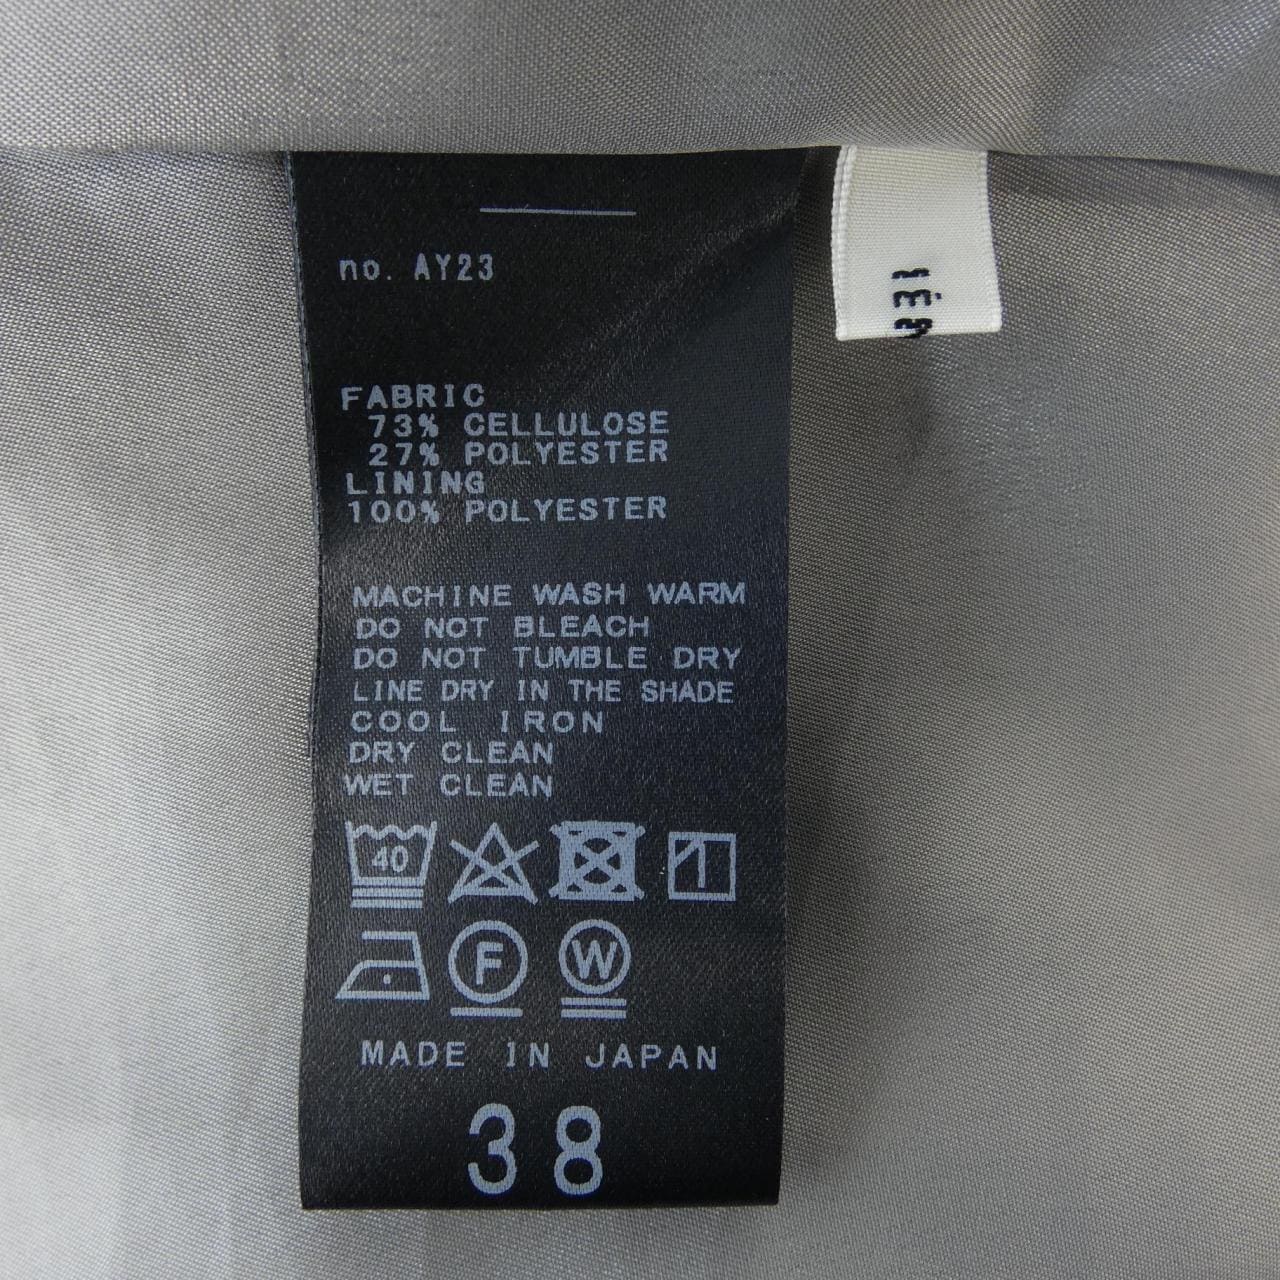 no. AY23
FABRIC
73% CELLULOSE
27% POLYESTER
LINING
100% POLYESTER
MACHINE WASH WARM
DO NOT BLEACH
DO NOT TUMBLE DRY
LINE DRY IN THE SHADE
COOL IRON
DRY CLEAN
WET CLEAN
40
F W
MADE IN JAPAN
38